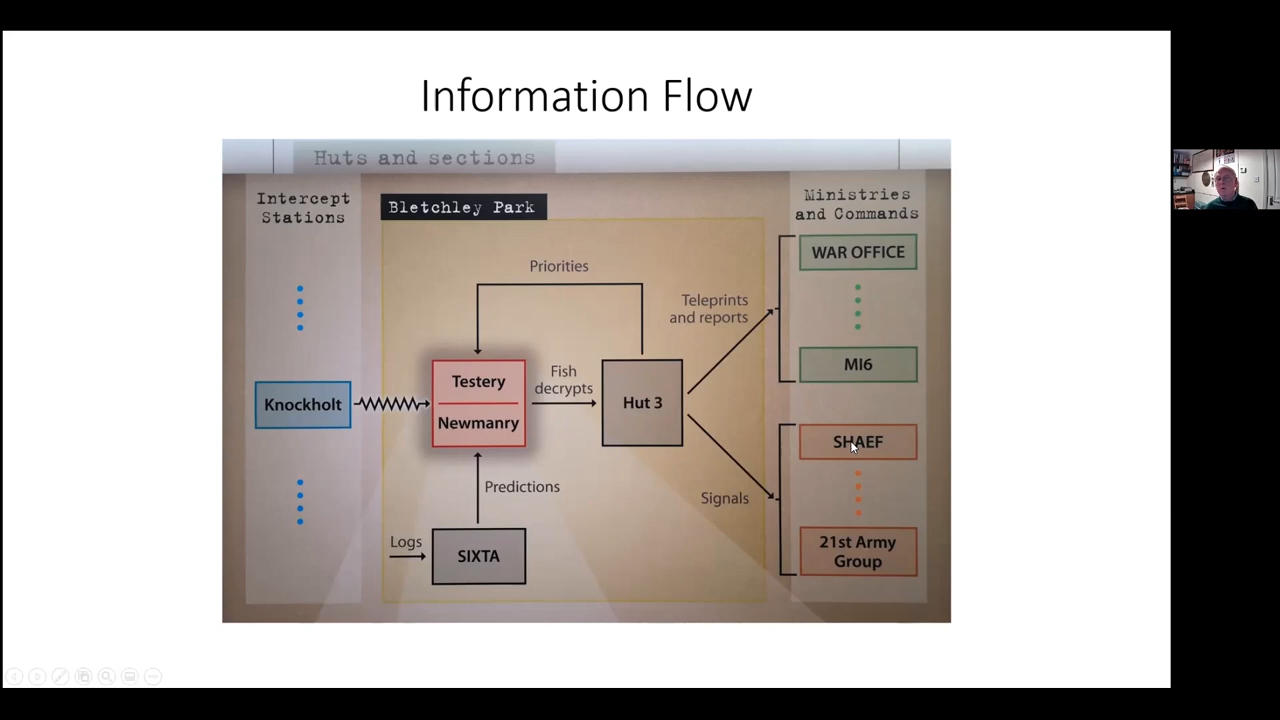 Information Flow
Huts and sections
Intercept
Stations
Bletchley Park
Ministries
and Commands
Priorities
Teleprints
and reports
WAR OFFICE
MI6
Knockholt
Testery
Newmanry
Fish
decrypts
Hut 3
SHAEF
Predictions
Signals
Logs
SIXTA
21st Army
Group